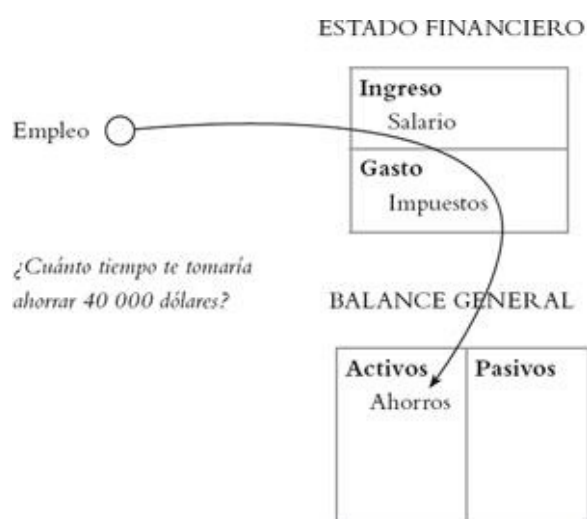 ESTADO FINANCIERO
Ingreso
Salario
Empleo
Gasto
Impuestos
¿Cuánto tiempo te tomaría
ahorrar 40 000 dólares?
BALANCE GENERAL
Activos
Pasivos
Ahorros